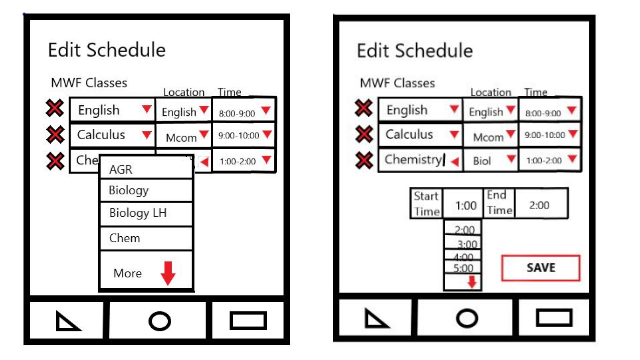 Edit Schedule
MWF Classes
Location Time
English English 8:00-9:00
Calculus Mcom 9:00-10:00
Che 1:00-2:00
AGR
Biology
Biology LH
Chem
More
Edit Schedule
MWF Classes
Location Time
English English 8:00-9:00
Calculus Mcom 9:00-10:00
Chemistry Biol 1:00-2:00
Start Time 1:00 End Time 2:00
2:00
3:00
4:00
5:00
SAVE